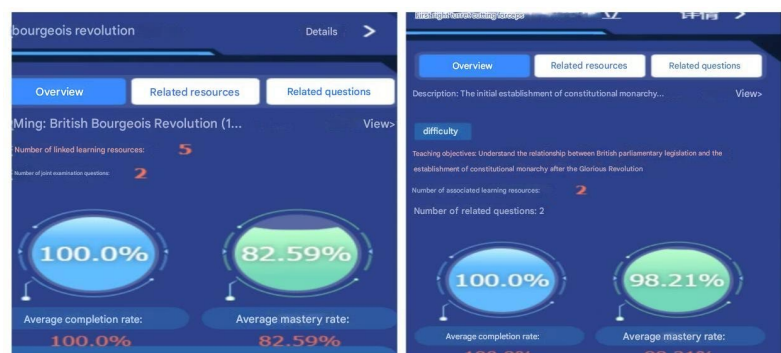 bourgeois revolution Details >
Overview Related resources Related questions
Ming: British Bourgeois Revolution (1... View>
Number of linked learning resources: 5
Number of joint examination questions: 2
100.0% 82.59%
Average completion rate: Average mastery rate:
100.0% 82.59%
详情 >
Overview Related resources Related questions
Description: The initial establishment of constitutional monarchy... View>
difficulty
Teaching objectives: Understand the relationship between British parliamentary legislation and the
establishment of constitutional monarchy after the Glorious Revolution
Number of associated learning resources: 2
Number of related questions: 2
100.0% 98.21%
Average completion rate: Average mastery rate: